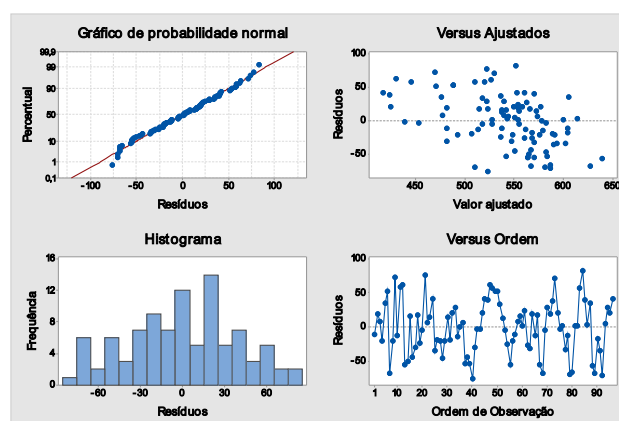 Gráfico de probabilidade normal
99,9
99
90
50
10
1
0,1
Percentual
-100 -50 0 50 100
Resíduos
Versus Ajustados
100
50
0
-50
Resíduos
450 500 550 600 650
Valor ajustado
Histograma
16
12
8
4
0
Frequência
-60 -30 0 30 60
Resíduos
Versus Ordem
100
50
0
-50
Resíduos
1 10 20 30 40 50 60 70 80 90
Ordem de Observação